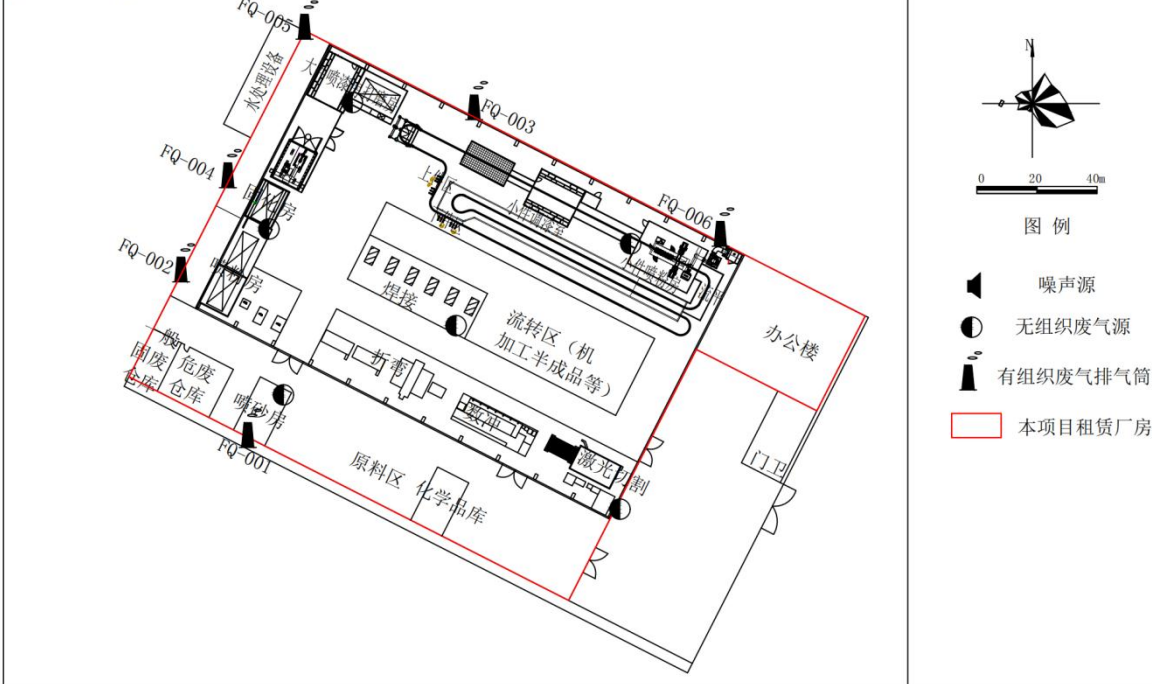 FQ-005
水处理设备
FQ-003
FQ-004
固化房
上件区
小件调漆室
FQ-006
FQ-002
喷粉房
焊接
流转区（机
加工半成品等）
办公楼
一般
固废
仓库
危废
仓库
折弯
喷砂房
数冲
激光切割
门卫
FQ-001
原料区
化学品库
N
0
20
40m
图 例
噪声源
无组织废气源
有组织废气排气筒
本项目租赁厂房